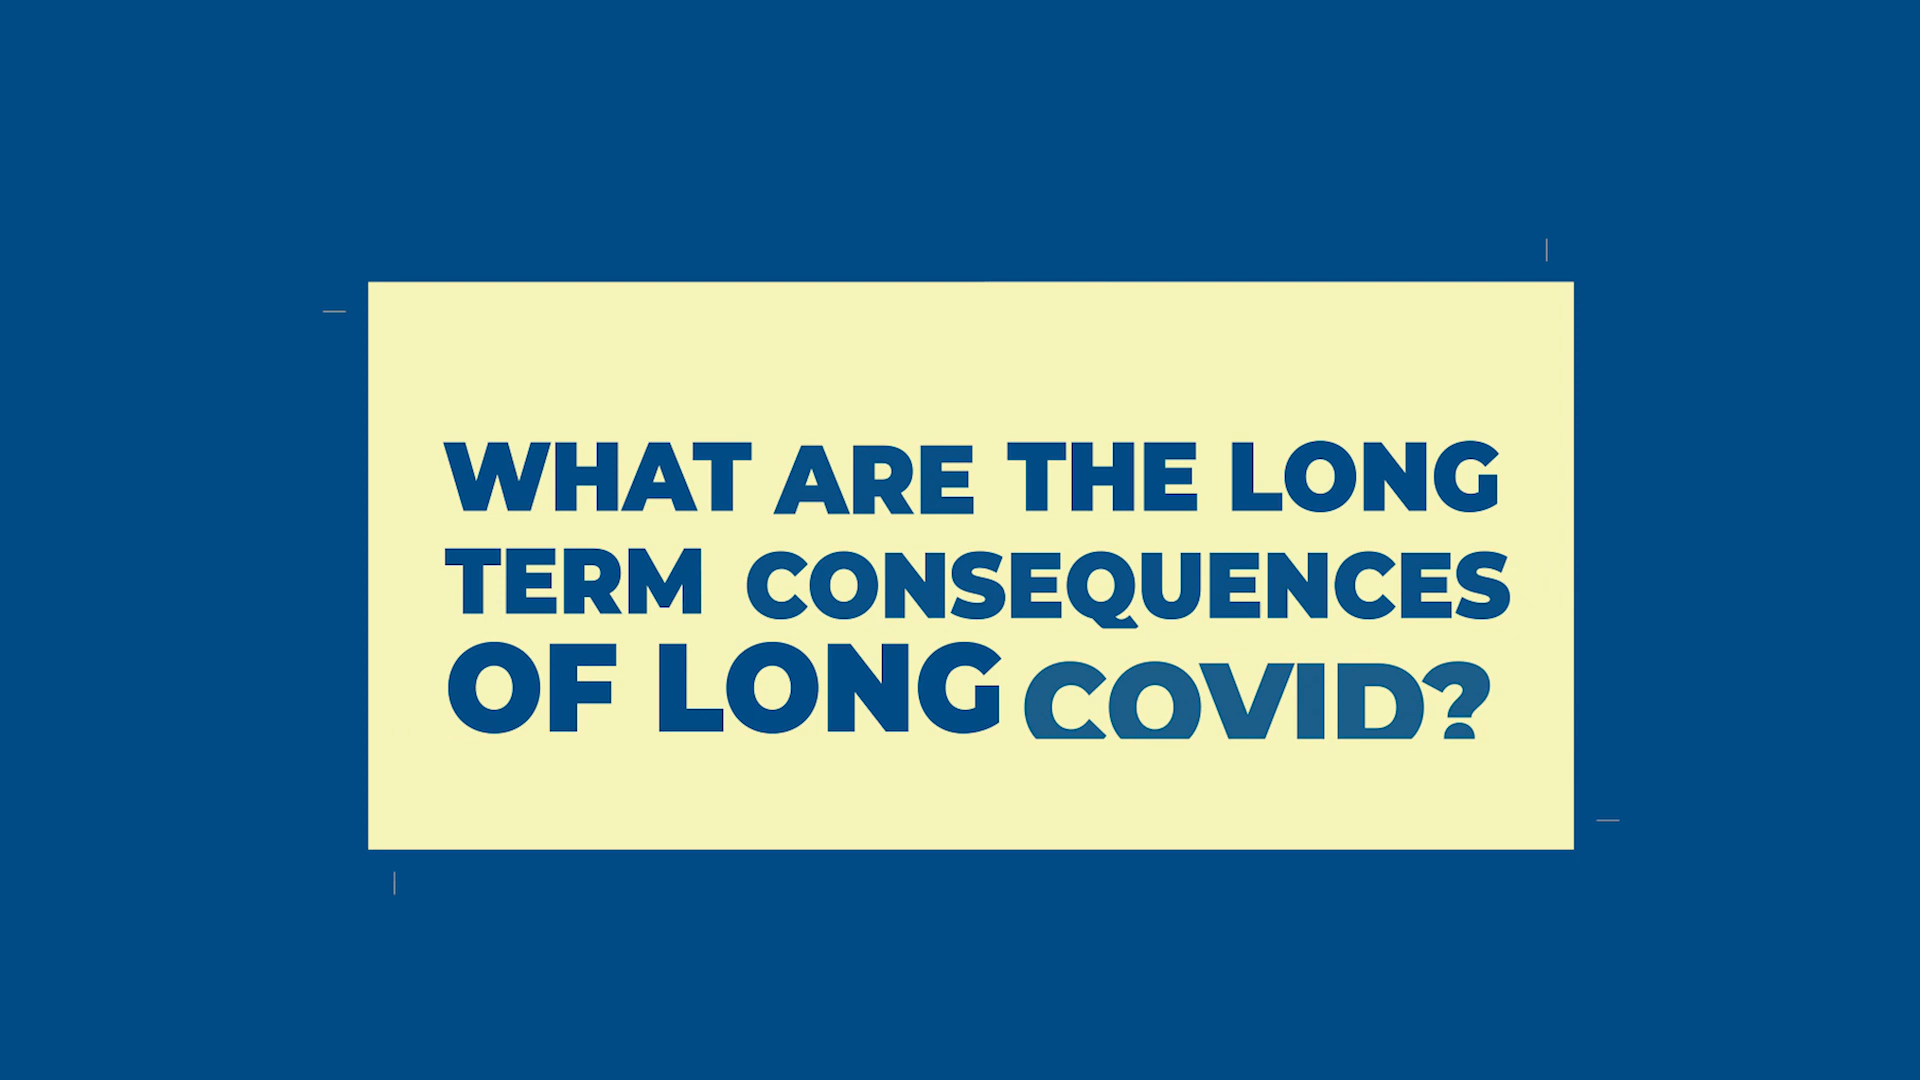 WHAT ARE THE LONG
TERM CONSEQUENCES
OF LONG COVID?